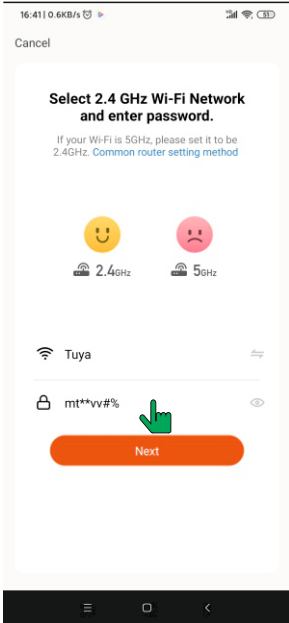 16:41 | 0.6KB/s
51
Cancel
Select 2.4 GHz Wi-Fi Network
and enter password.
If your Wi-Fi is 5GHz, please set it to be
2.4GHz. Common router setting method
2.4GHz
5GHz
Tuya
mt**vv#%
Next